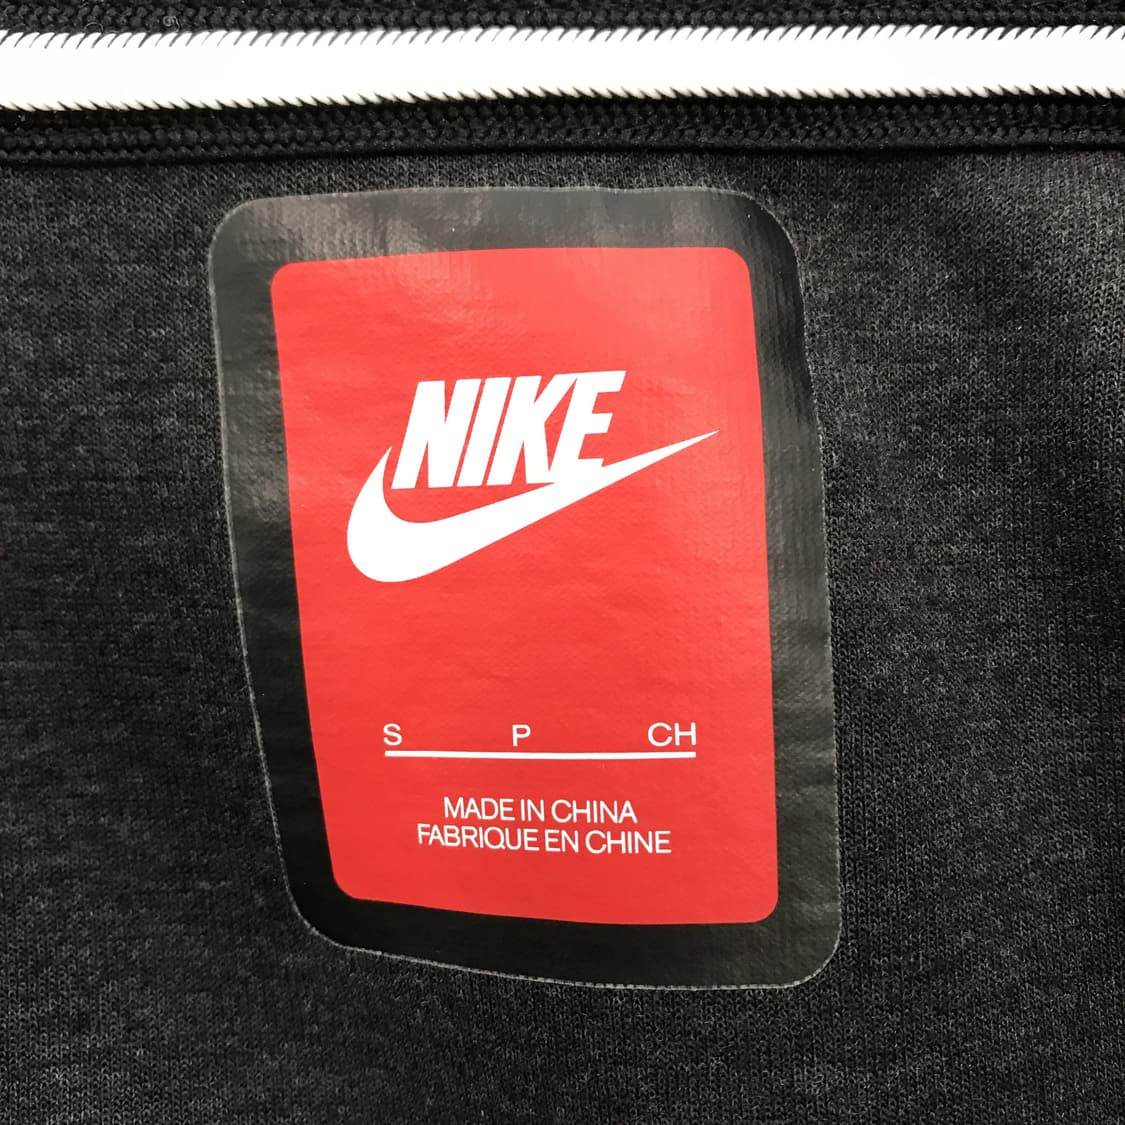 NIKE
S P CH
MADE IN CHINA
FABRIQUE EN CHINE